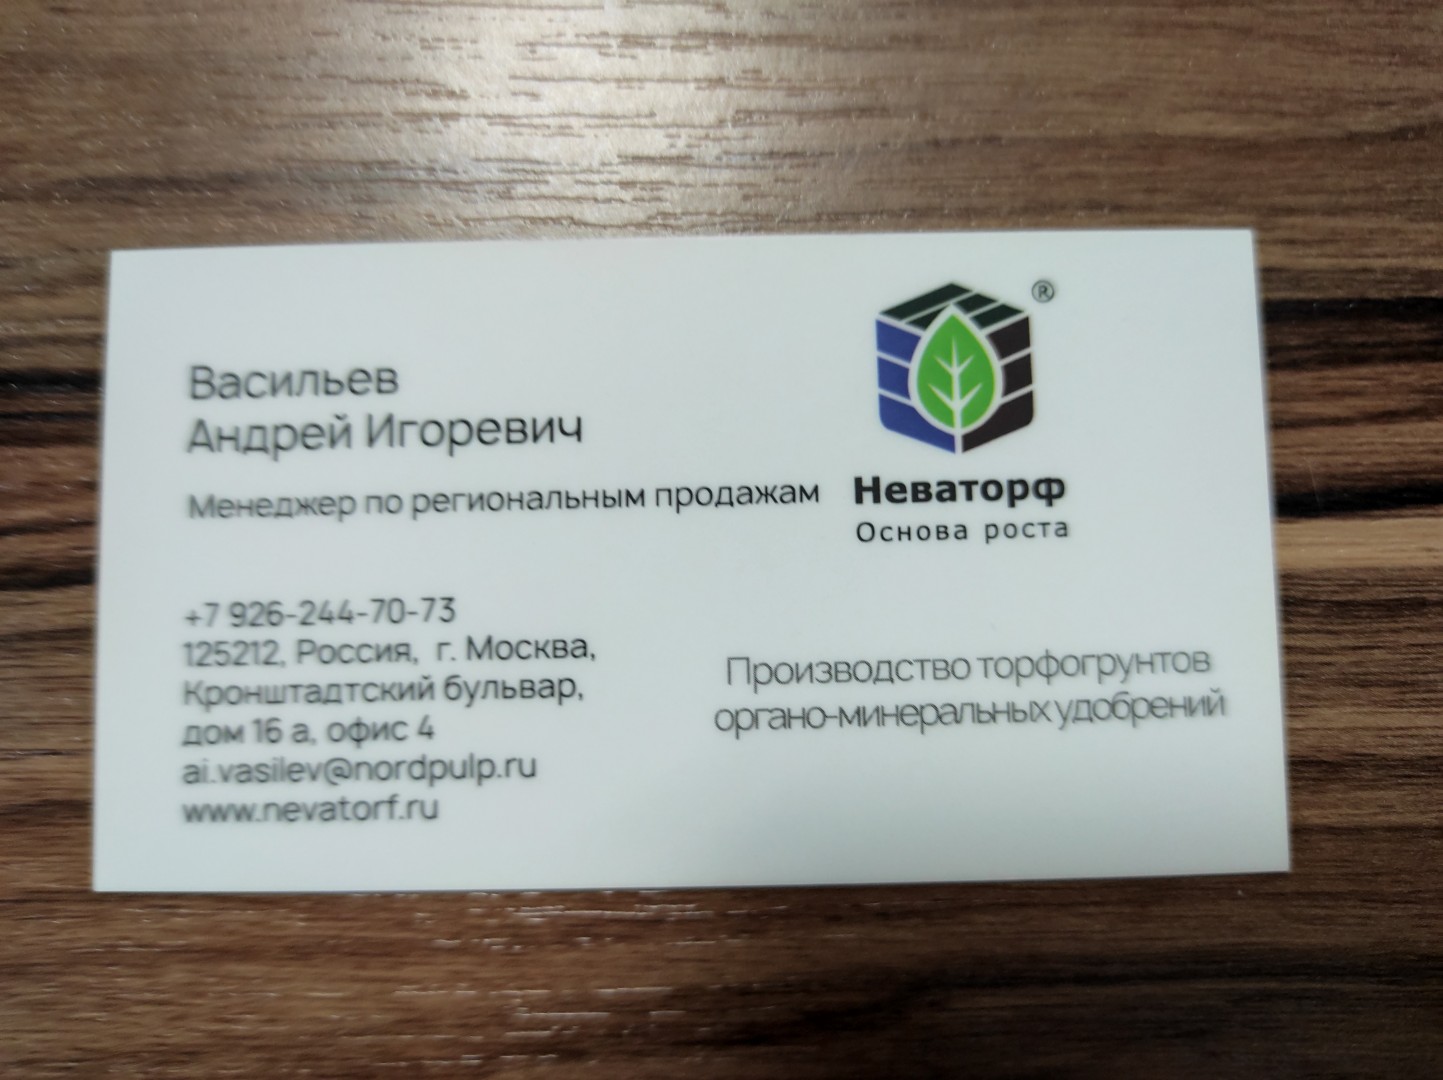 Васильев
Андрей Игоревич
Менеджер по региональным продажам
+7 926-244-70-73
125212, Россия, г. Москва,
Кронштадтский бульвар,
дом 16 а, офис 4
ai.vasilev@nordpulp.ru
www.nevatorf.ru
®
Неваторф
Основа роста
Производство торфогрунтов
органо-минеральных удобрений